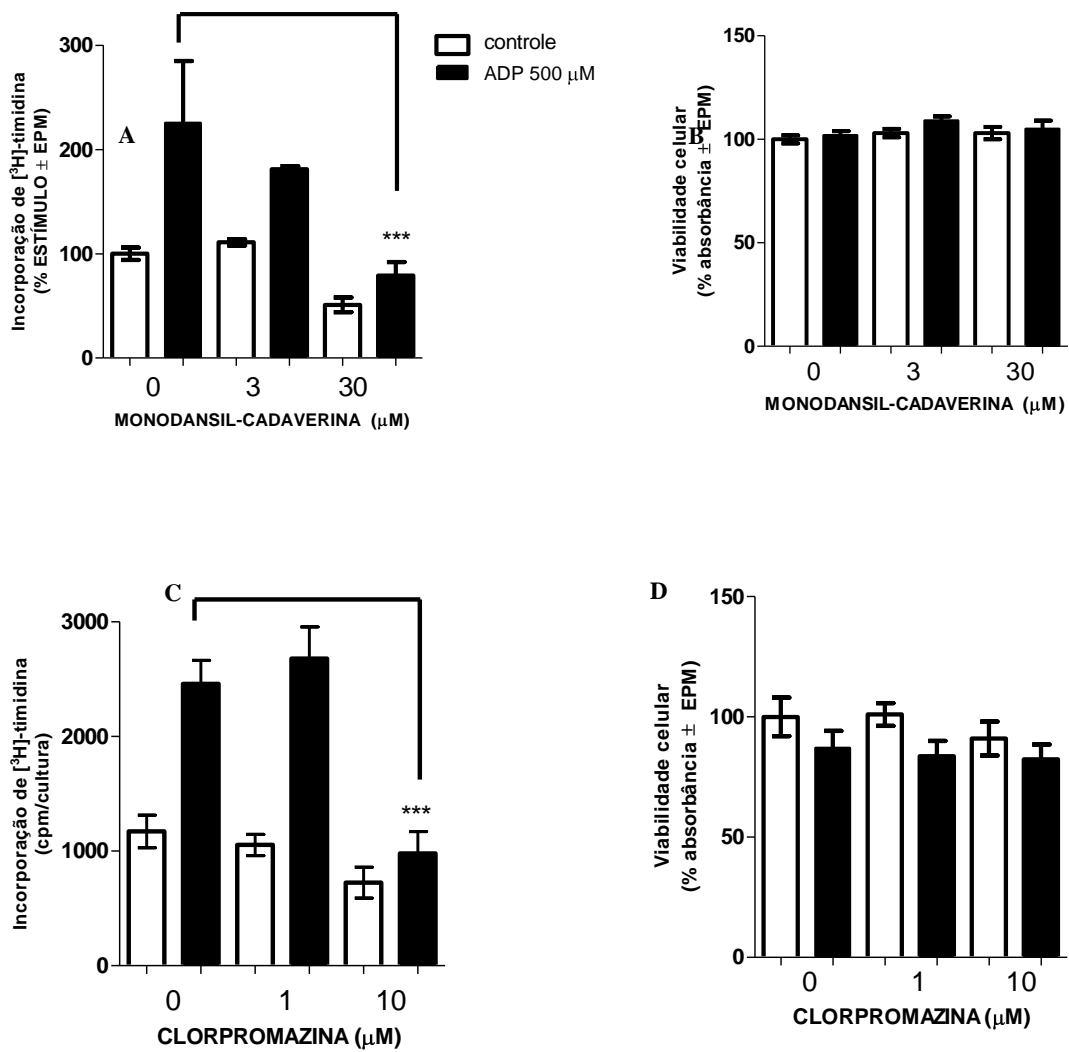 controle
ADP 500 μM
A
Incorporação de [³H]-timidina
(% ESTÍMULO ± EPM)
300
200
100
0
***
0 3 30
MONODANSIL-CADAVERINA (μM)
B
Viabilidade celular
(% absorbância ± EPM)
150
100
50
0
0 3 30
MONODANSIL-CADAVERINA (μM)
C
Incorporação de [³H]-timidina
(cpm/cultura)
3000
2000
1000
0
***
0 1 10
CLORPROMAZINA (μM)
D
Viabilidade celular
(% absorbância ± EPM)
150
100
50
0
0 1 10
CLORPROMAZINA (μM)